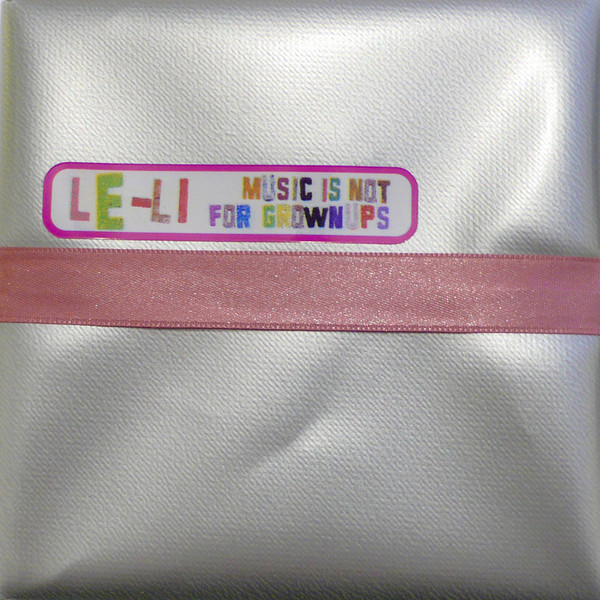 LE-LI
MUSIC IS NOT
FOR GROWNUPS